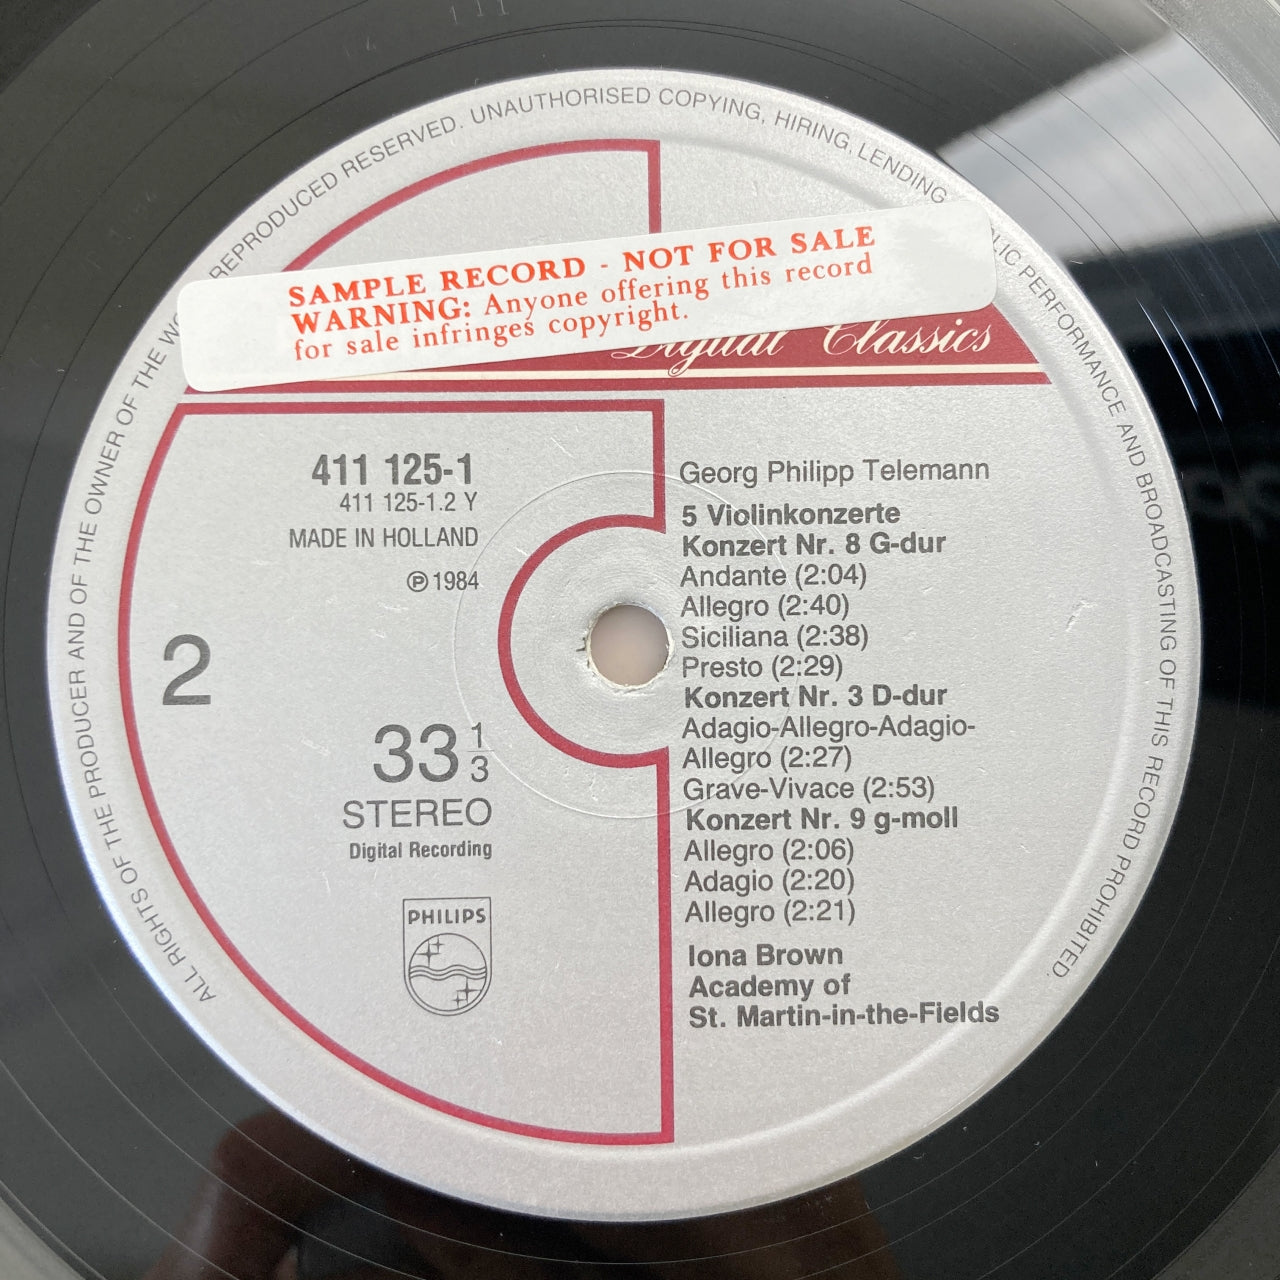 ALL RIGHTS OF THE PRODUCER AND OF THE OWNER OF THE REPRODUCED RESERVED. UNAUTHORISED COPYING, HIRING, LENDING PERFORMANCE AND BROADCASTING OF THIS RECORD PROHIBITED.
SAMPLE RECORD - NOT FOR SALE
WARNING: Anyone offering this record
for sale infringes copyright.
Digital Classics
411 125-1
411 125-1.2 Y
MADE IN HOLLAND
℗ 1984
2
33 1/3
STEREO
Digital Recording
PHILIPS
Georg Philipp Telemann
5 Violinkonzerte
Konzert Nr. 8 G-dur
Andante (2:04)
Allegro (2:40)
Siciliana (2:38)
Presto (2:29)
Konzert Nr. 3 D-dur
Adagio-Allegro-Adagio-
Allegro (2:27)
Grave-Vivace (2:53)
Konzert Nr. 9 g-moll
Allegro (2:06)
Adagio (2:20)
Allegro (2:21)
Iona Brown
Academy of
St. Martin-in-the-Fields